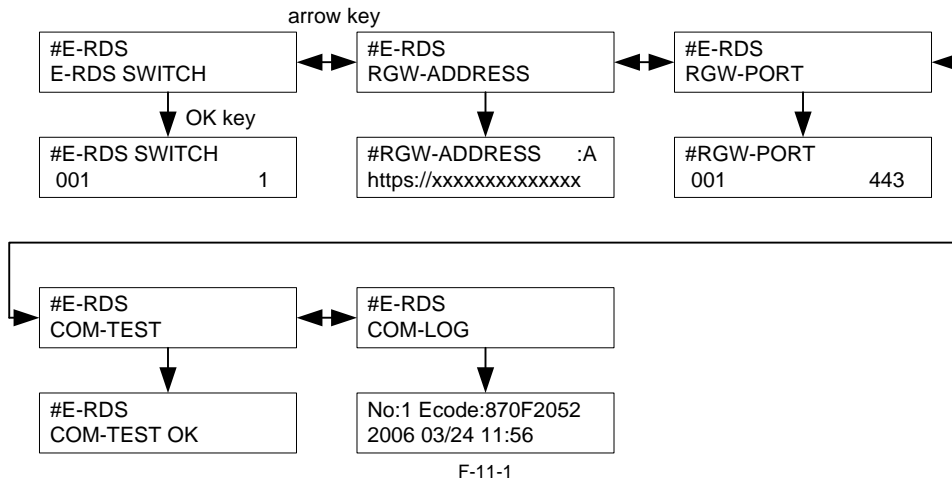 arrow key
#E-RDS
E-RDS SWITCH
#E-RDS
RGW-ADDRESS
#E-RDS
RGW-PORT
OK key
#E-RDS SWITCH
001 1
#RGW-ADDRESS :A
https://xxxxxxxxxxxxxx
#RGW-PORT
001 443
#E-RDS
COM-TEST
#E-RDS
COM-LOG
#E-RDS
COM-TEST OK
No:1 Ecode:870F2052
2006 03/24 11:56
F-11-1